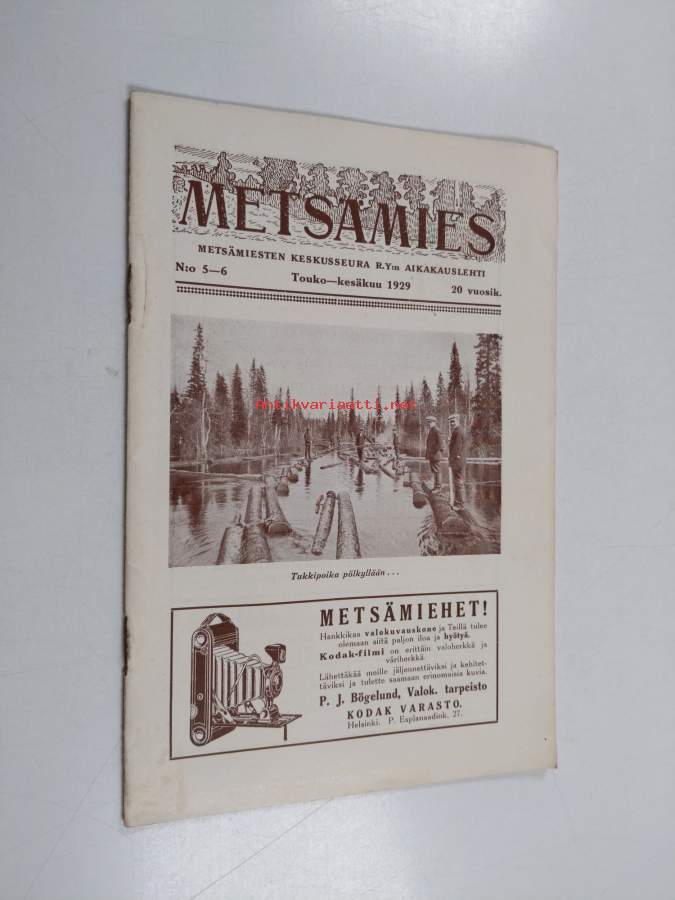 METSÄMIES
METSÄMIESTEN KESKUSSEURA R.Y:n AIKAKAUSLEHTI
N:o 5—6 Touko—kesäkuu 1929 20 vuosik.
Antikvariaatti.net
Tukkipoika pölkyllään...
METSÄMIEHET!
Hankkikaa valokuvauskone ja Teillä tulee
olemaan siitä paljon iloa ja hyötyä.
Kodak-filmi on erittäin valoherkkä ja
väriherkkä.
Lähettäkää meille jäljennettäviksi ja kehitet-
täviksi ja tulette saamaan erinomaisia kuvia.
P. J. Bögelund, Valok. tarpeisto
KODAK VARASTO.
Helsinki. P. Esplanaadink. 27.